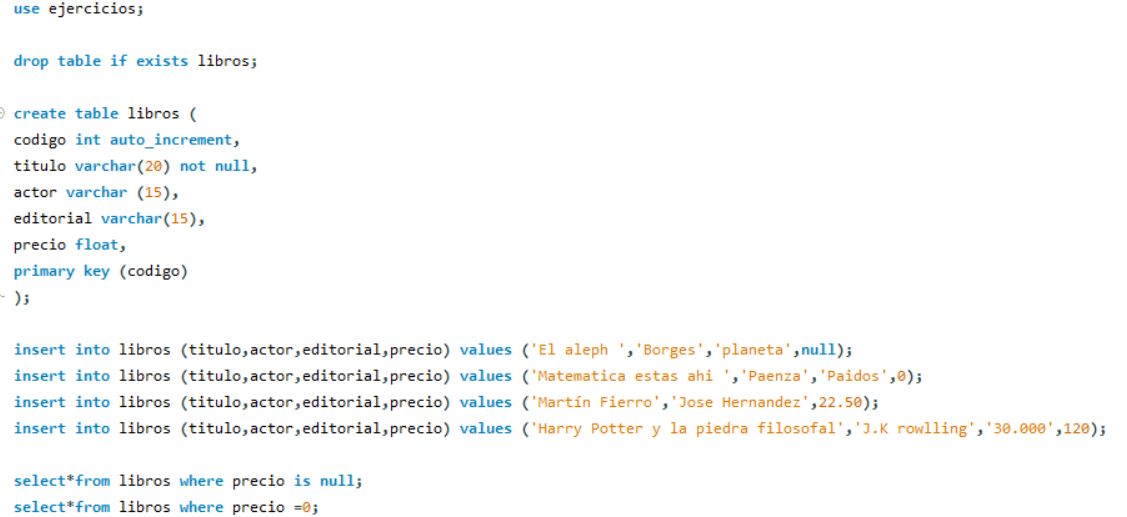 use ejercicios;
drop table if exists libros;
create table libros (
codigo int auto_increment,
titulo varchar(20) not null,
actor varchar (15),
editorial varchar(15),
precio float,
primary key (codigo)
);
insert into libros (titulo,actor,editorial,precio) values ('El aleph ','Borges','planeta',null);
insert into libros (titulo,actor,editorial,precio) values ('Matematica estas ahi ','Paenza','Paidos',0);
insert into libros (titulo,actor,editorial,precio) values ('Martín Fierro','Jose Hernandez',22.50);
insert into libros (titulo,actor,editorial,precio) values ('Harry Potter y la piedra filosofal','J.K rowlling','30.000',120);
select*from libros where precio is null;
select*from libros where precio =0;